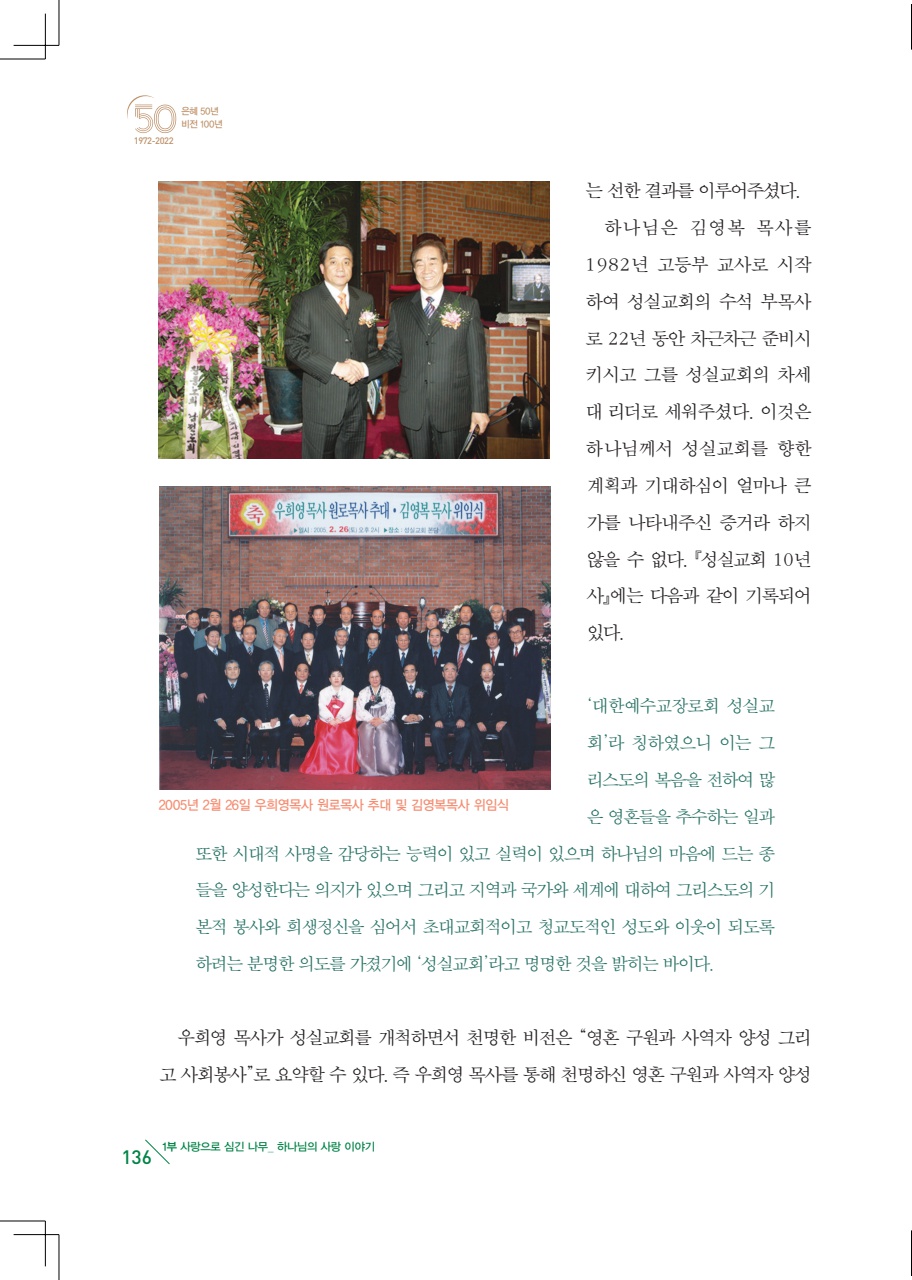 50
은혜 50년
비전 100년
1972-2022
는 선한 결과를 이루어주셨다.
하나님은 김영복 목사를
1982년 고등부 교사로 시작
하여 성실교회의 수석 부목사
로 22년 동안 차근차근 준비시
키시고 그를 성실교회의 차세
대 리더로 세워주셨다. 이것은
하나님께서 성실교회를 향한
계획과 기대하심이 얼마나 큰
가를 나타내주신 증거라 하지
않을 수 없다. 『성실교회 10년
사』에는 다음과 같이 기록되어
있다.
남전도회
축
우희영 목사 원로목사 추대 · 김영복 목사 위임식
▶일시 : 2005. 2. 26(토) 오후 2시 ▶장소 : 성실교회 본당
2005년 2월 26일 우희영목사 원로목사 추대 및 김영복목사 위임식
‘대한예수교장로회 성실교
회’라 칭하였으니 이는 그
리스도의 복음을 전하여 많
은 영혼들을 추수하는 일과
또한 시대적 사명을 감당하는 능력이 있고 실력이 있으며 하나님의 마음에 드는 종
들을 양성한다는 의지가 있으며 그리고 지역과 국가와 세계에 대하여 그리스도의 기
본적 봉사와 희생정신을 심어서 초대교회적이고 청교도적인 성도와 이웃이 되도록
하려는 분명한 의도를 가졌기에 ‘성실교회’라고 명명한 것을 밝히는 바이다.
우희영 목사가 성실교회를 개척하면서 천명한 비전은 “영혼 구원과 사역자 양성 그리
고 사회봉사”로 요약할 수 있다. 즉 우희영 목사를 통해 천명하신 영혼 구원과 사역자 양성
136
1부 사랑으로 심긴 나무_ 하나님의 사랑 이야기